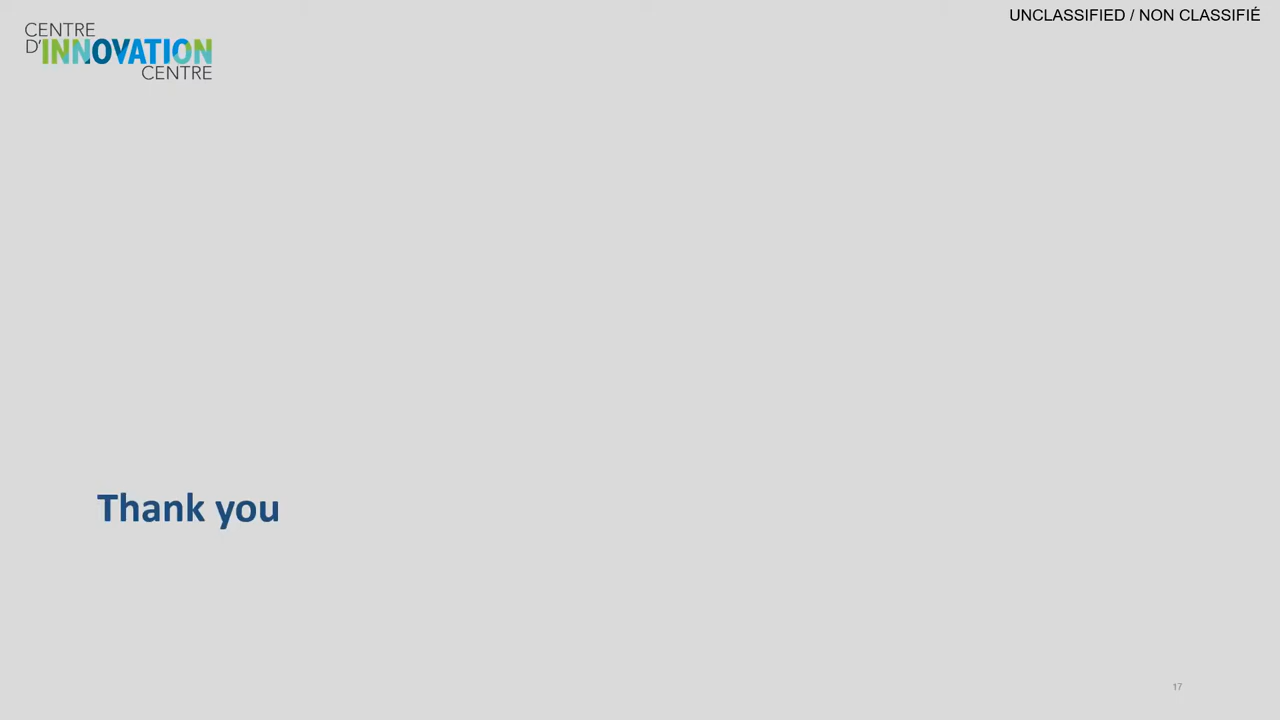 UNCLASSIFIED / NON CLASSIFIÉ
CENTRE
D'INNOVATION
CENTRE
Thank you
17